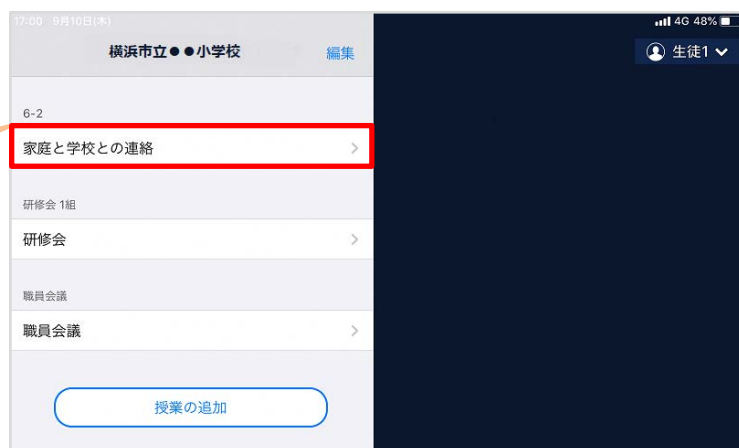 17:00 9月10日(木)
4G 48%
横浜市立●●小学校
編集
生徒1
6-2
家庭と学校との連絡
研修会 1組
研修会
職員会議
職員会議
授業の追加